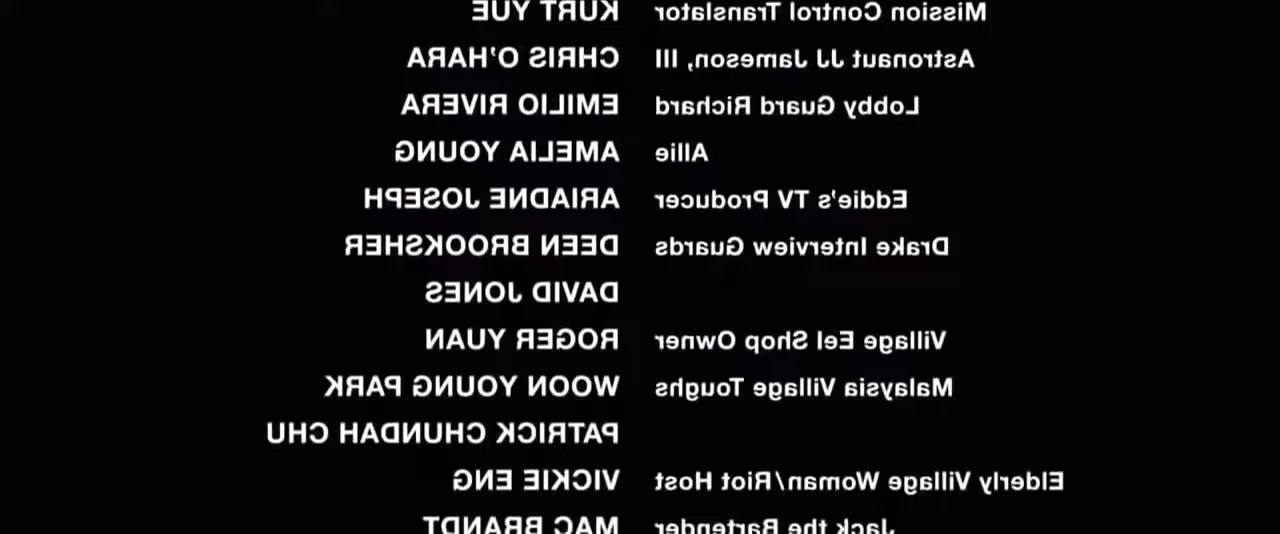 Mission Control Translator KURT YUE
Astronaut JJ Jameson, III CHRIS O'HARA
Lobby Guard Richard EMILIO RIVERA
Allie AMELIA YOUNG
Eddie's TV Producer ARIADNE JOSEPH
Drake Interview Guards DEEN BROOKSHER
DAVID JONES
Village Eel Shop Owner ROGER YUAN
Malaysia Village Toughs WOON YOUNG PARK
PATRICK CHUNDAH CHU
Elderly Village Woman/Riot Host VICKIE ENG
Jack the Bartender MAC BRANDT